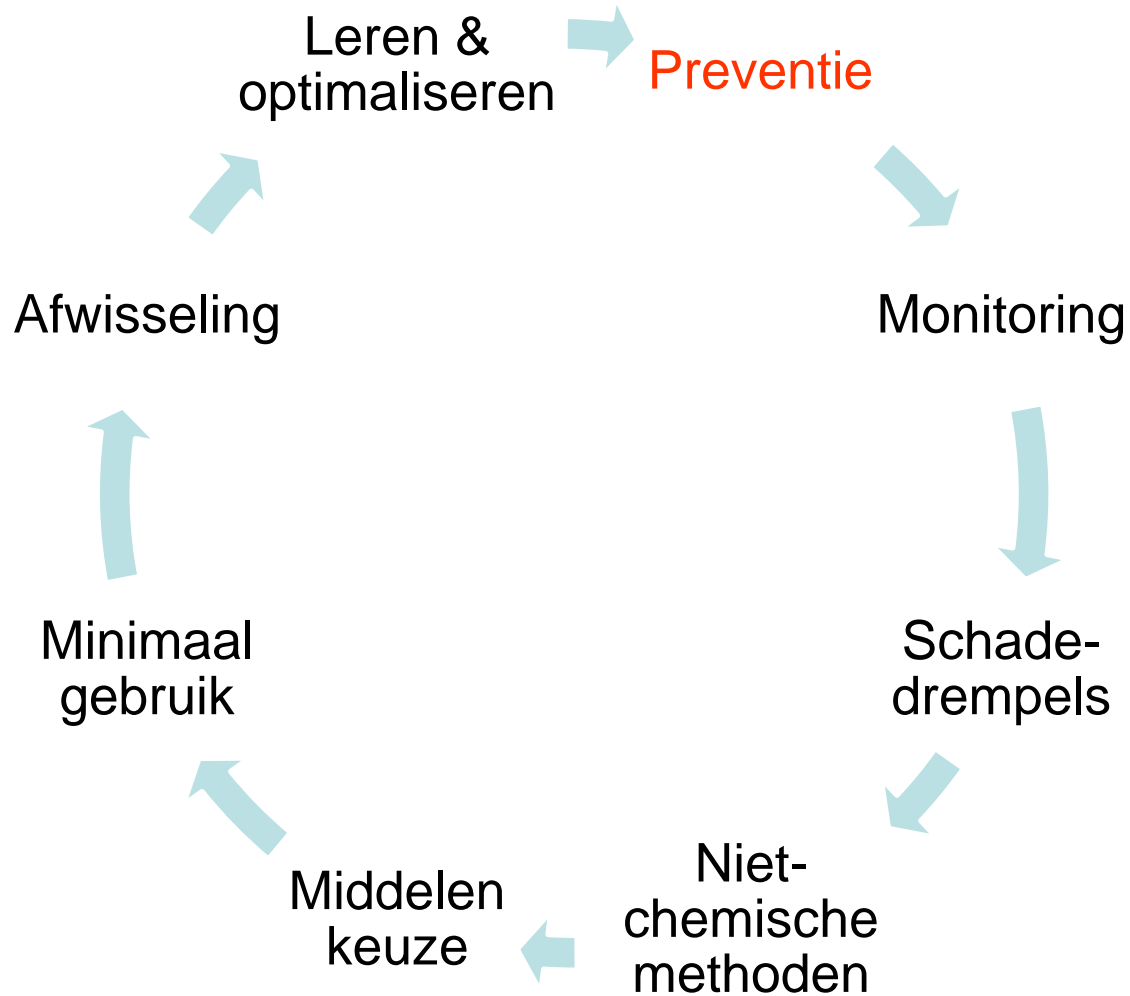 Leren &
optimaliseren
Preventie
Monitoring
Schade-
drempels
Niet-
chemische
methoden
Middelen
keuze
Minimaal
gebruik
Afwisseling